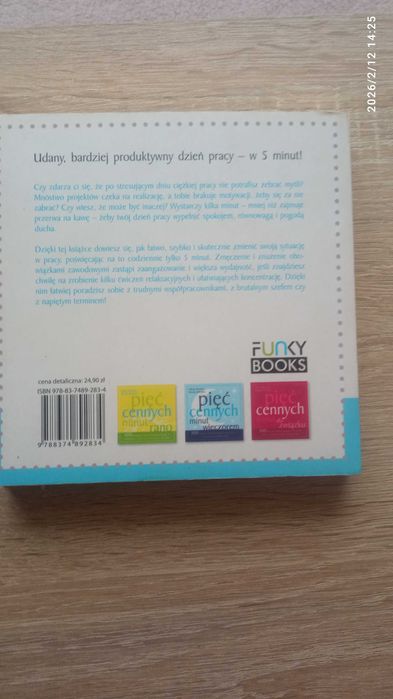 2026/2/12 14:25
Udany, bardziej produktywny dzień pracy – w 5 minut!
Czy zdarza ci się, że po stresującym dniu ciężkiej pracy nie potrafisz zebrać myśli?
Mnóstwo projektów czeka na realizację, a tobie brakuje motywacji, żeby się za nie
zabrać? Czy wiesz, że może być inaczej? Wystarczy kilka minut – mniej niż zajmuje
przerwa na kawę – żeby twój dzień pracy wypełnić spokojem, równowagą i pogodą
ducha.
Dzięki tej książce dowiesz się, jak łatwo, szybko i skutecznie zmienić swoją sytuację
w pracy, poświęcając na to codziennie tylko 5 minut. Zmęczenie i znużenie obo-
wiązkami zawodowymi zastąpi zaangażowanie i większa wydajność, jeśli znajdziesz
chwilę na zrobienie kilku ćwiczeń relaksacyjnych i ułatwiających koncentrację. Dzięki
nim łatwiej poradzisz sobie z trudnymi współpracownikami, z brutalnym szefem czy
z napiętym terminem!
FUNKY
BOOKS
cena detaliczna: 24,90 zł
ISBN 978-83-7489-283-4
9 788374 892834
pięć
cennych
minut
rano
pięć
cennych
minut
wieczorem
pięć
cennych
związku